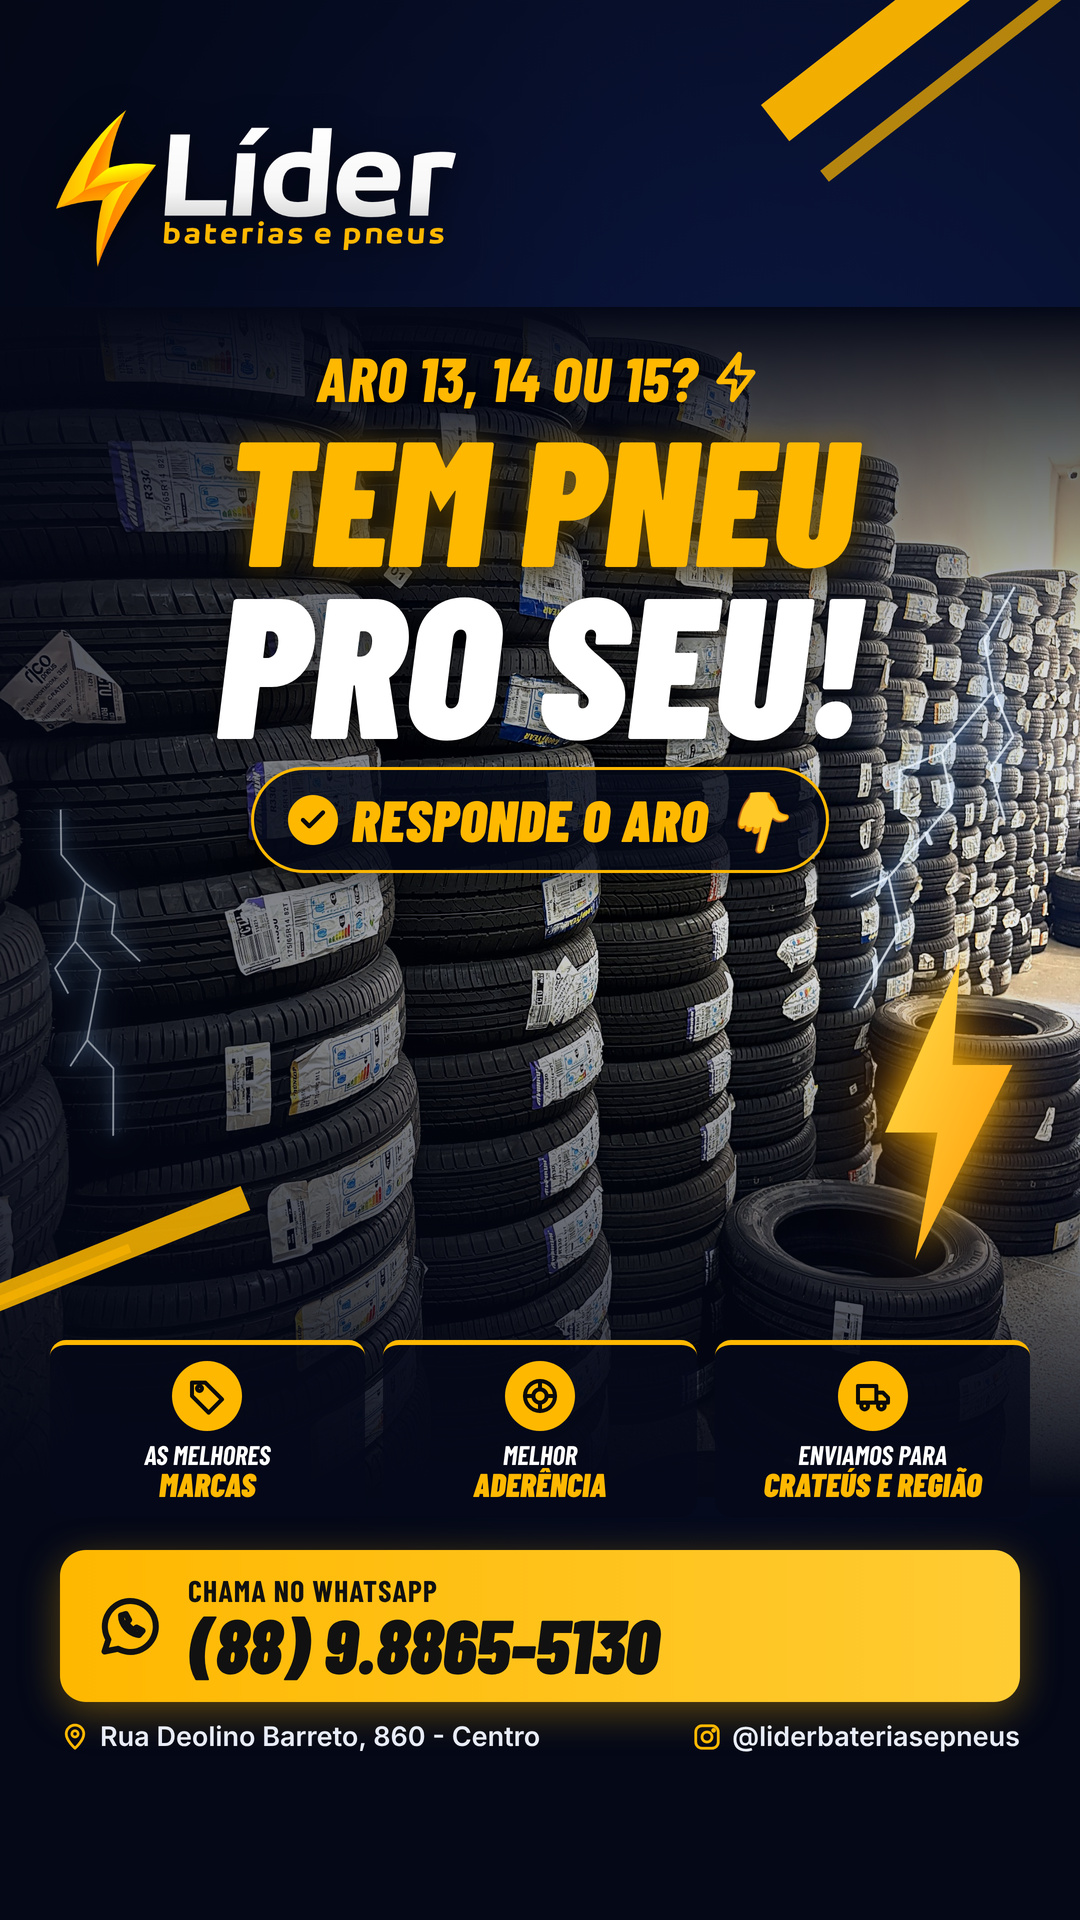 Líder
baterias e pneus
ARO 13, 14 OU 15?
TEM PNEU
PRO SEU!
RESPONDE O ARO 👇
AS MELHORES
MARCAS
MELHOR
ADERÊNCIA
ENVIAMOS PARA
CRATEÚS E REGIÃO
CHAMA NO WHATSAPP
(88) 9.8865-5130
Rua Deolino Barreto, 860 - Centro
@liderbateriasepneus